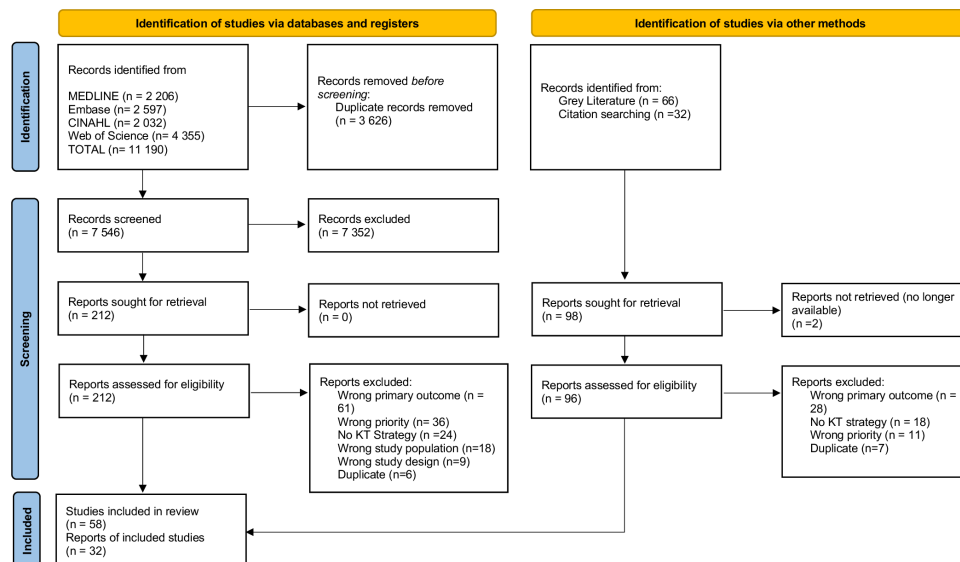 Identification of studies via databases and registers
Identification of studies via other methods
Identification
Records identified from
MEDLINE (n = 2 206)
Embase (n = 2 597)
CINAHL (n = 2 032)
Web of Science (n= 4 355)
TOTAL (n= 11 190)
Records removed before
screening:
Duplicate records removed
(n = 3 626)
Records identified from:
Grey Literature (n = 66)
Citation searching (n =32)
Screening
Records screened
(n = 7 546)
Records excluded
(n = 7 352)
Reports sought for retrieval
(n = 212)
Reports not retrieved
(n = 0)
Reports sought for retrieval
(n = 98)
Reports not retrieved (no longer
available)
(n =2)
Reports assessed for eligibility
(n = 212)
Reports excluded:
Wrong primary outcome (n =
61)
Wrong priority (n= 36)
No KT Strategy (n =24)
Wrong study population (n=18)
Wrong study design (n=9)
Duplicate (n=6)
Reports assessed for eligibility
(n = 96)
Reports excluded:
Wrong primary outcome (n =
28)
No KT strategy (n = 18)
Wrong priority (n = 11)
Duplicate (n=7)
Included
Studies included in review
(n = 58)
Reports of included studies
(n = 32)